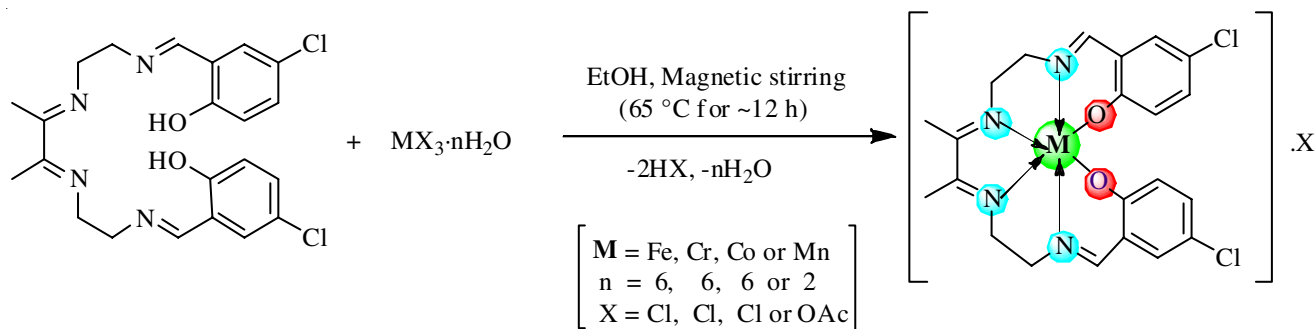 Cl
N
N
HO
HO
N
N
Cl
+
MX₃·nH₂O
EtOH, Magnetic stirring
(65 °C for ~12 h)
-2HX, -nH₂O
M = Fe, Cr, Co or Mn
n = 6, 6, 6 or 2
X = Cl, Cl, Cl or OAc
Cl
N
O
N
M
N
O
N
Cl
.X